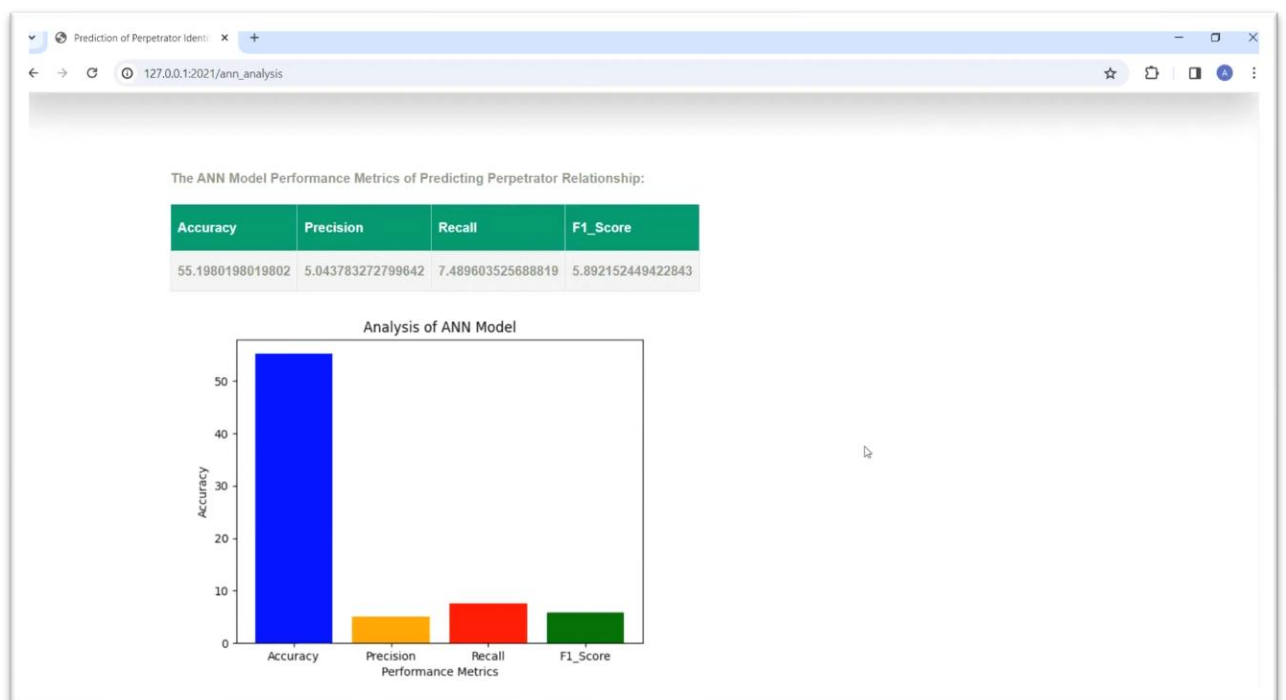 Prediction of Perpetrator Identi
127.0.0.1:2021/ann_analysis
A
The ANN Model Performance Metrics of Predicting Perpetrator Relationship:
Accuracy Precision Recall F1_Score
55.1980198019802 5.043783272799642 7.489603525688819 5.892152449422843
Analysis of ANN Model
50
40
30
20
10
0
Accuracy
Accuracy Precision Recall F1_Score
Performance Metrics